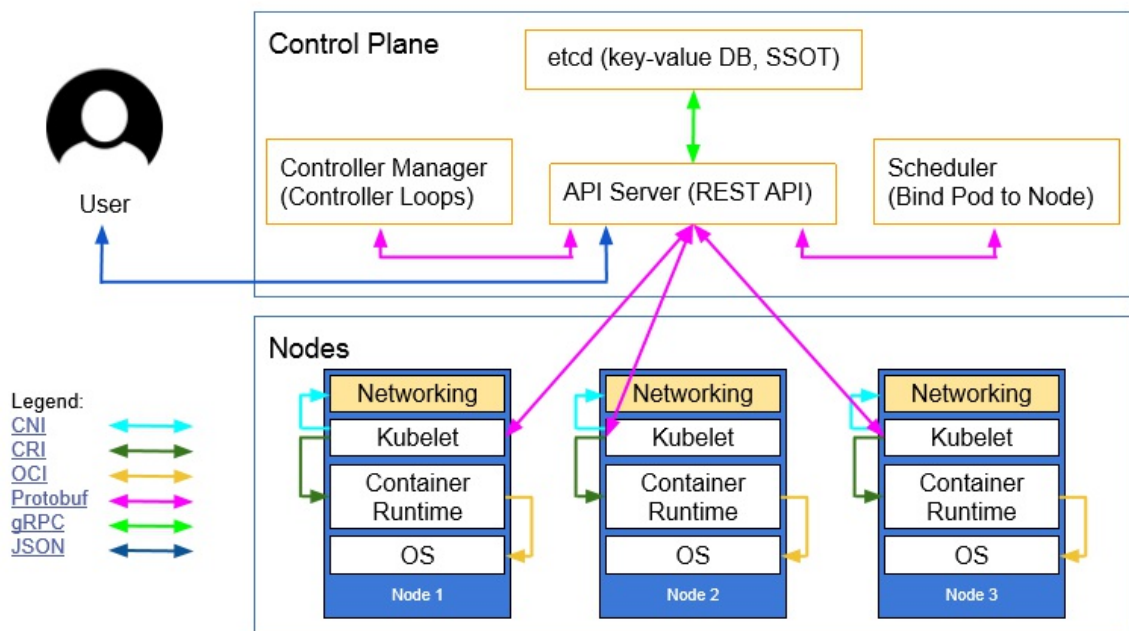 Control Plane
etcd (key-value DB, SSOT)
Controller Manager
(Controller Loops)
API Server (REST API)
Scheduler
(Bind Pod to Node)
User
Nodes
Networking
Kubelet
Container
Runtime
OS
Node 1
Networking
Kubelet
Container
Runtime
OS
Node 2
Networking
Kubelet
Container
Runtime
OS
Node 3
Legend:
CNI
CRI
OCI
Protobuf
gRPC
JSON